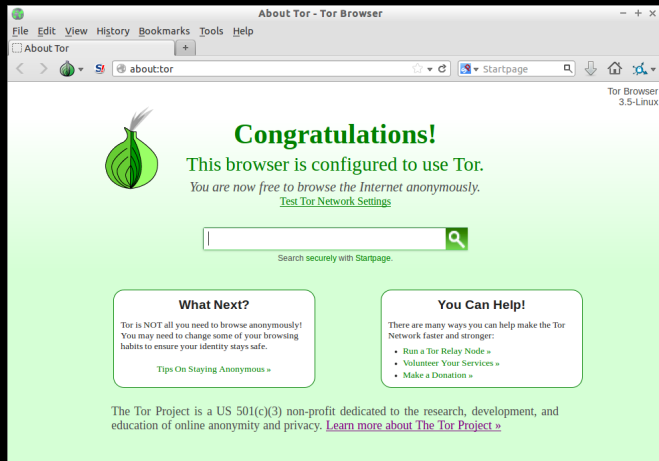 About Tor - Tor Browser
File Edit View History Bookmarks Tools Help
About Tor
about:tor
Startpage
Tor Browser
3.5-Linux
Congratulations!
This browser is configured to use Tor.
You are now free to browse the Internet anonymously.
Test Tor Network Settings
Search securely with Startpage.
What Next?
Tor is NOT all you need to browse anonymously!
You may need to change some of your browsing
habits to ensure your identity stays safe.
Tips On Staying Anonymous »
You Can Help!
There are many ways you can help make the Tor
Network faster and stronger:
• Run a Tor Relay Node »
• Volunteer Your Services »
• Make a Donation »
The Tor Project is a US 501(c)(3) non-profit dedicated to the research, development, and
education of online anonymity and privacy. Learn more about The Tor Project »